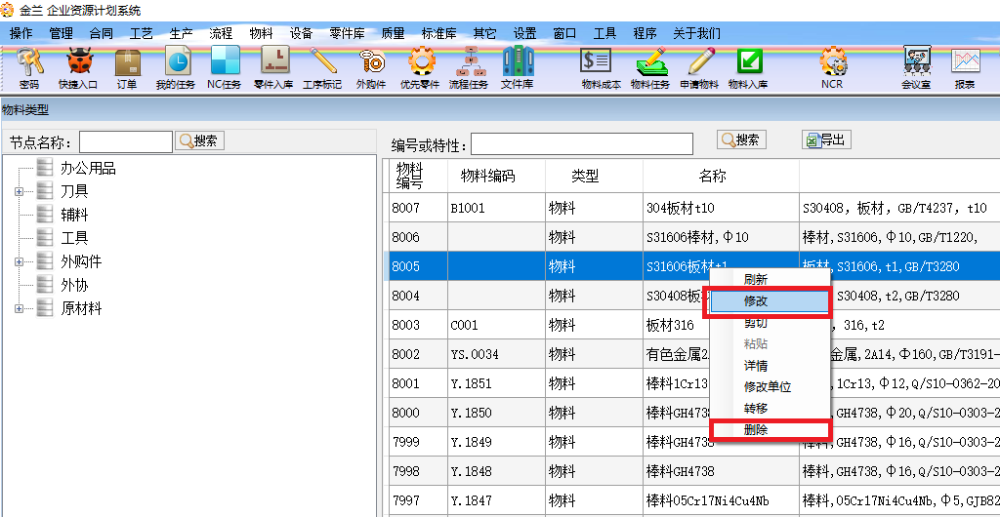 金兰 企业资源计划系统
操作 管理 合同 工艺 生产 流程 物料 设备 零件库 质量 标准库 其它 设置 窗口 工具 程序 关于我们
密码 快捷入口 订单 我的任务 NC任务 零件入库 工序标记 外购件 优先零件 流程任务 文件库 物料成本 物料任务 申请物料 物料入库 NCR 会议室 报表
物料类型
节点名称: 搜索
编号或特性: 搜索 导出
办公用品
刀具
辅料
工具
外购件
外协
原材料
物料编号 物料编码 类型 名称
8007 B1001 物料 304板材t10 S30408, 板材, GB/T4237, t10
8006 物料 S31606棒材,Φ10 棒材,S31606,Φ10,GB/T1220,
8005 物料 S31606板材t1 板材,S31606,t1,GB/T3280
8004 物料 S30408板 S30408,t2,GB/T3280
8003 C001 物料 板材316 , 316,t2
8002 YS.0034 物料 有色金属2 金属,2A14,Φ160,GB/T3191-
8001 Y.1851 物料 棒料1Cr13 ,1Cr13,Φ12,Q/S10-0362-20
8000 Y.1850 物料 棒料GH4738 ,GH4738,Φ20,Q/S10-0303-2
7999 Y.1849 物料 棒料GH4738 棒料,GH4738,Φ16,Q/S10-0303-2
7998 Y.1848 物料 棒料GH4738 棒料,GH4738,Φ16,Q/S10-0303-2
7997 Y.1847 物料 棒料05Cr17Ni4Cu4Nb 棒料,05Cr17Ni4Cu4Nb,Φ5,GJB82
刷新
修改
剪切
粘贴
详情
修改单位
转移
删除